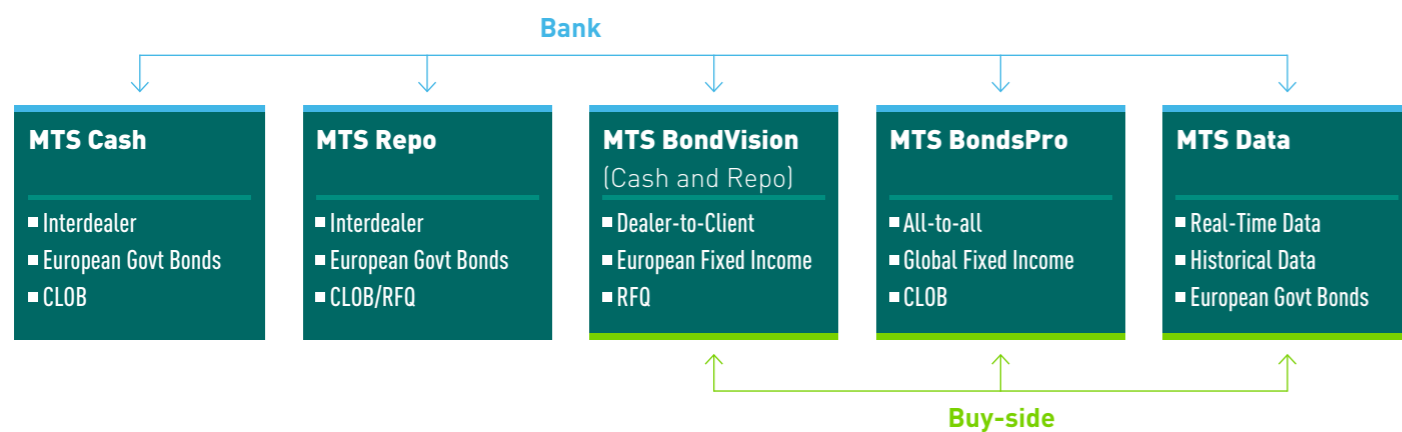 Bank
MTS Cash
▪ Interdealer
▪ European Govt Bonds
▪ CLOB
MTS Repo
▪ Interdealer
▪ European Govt Bonds
▪ CLOB/RFQ
MTS BondVision
(Cash and Repo)
▪ Dealer-to-Client
▪ European Fixed Income
▪ RFQ
MTS BondsPro
▪ All-to-all
▪ Global Fixed Income
▪ CLOB
MTS Data
▪ Real-Time Data
▪ Historical Data
▪ European Govt Bonds
Buy-side